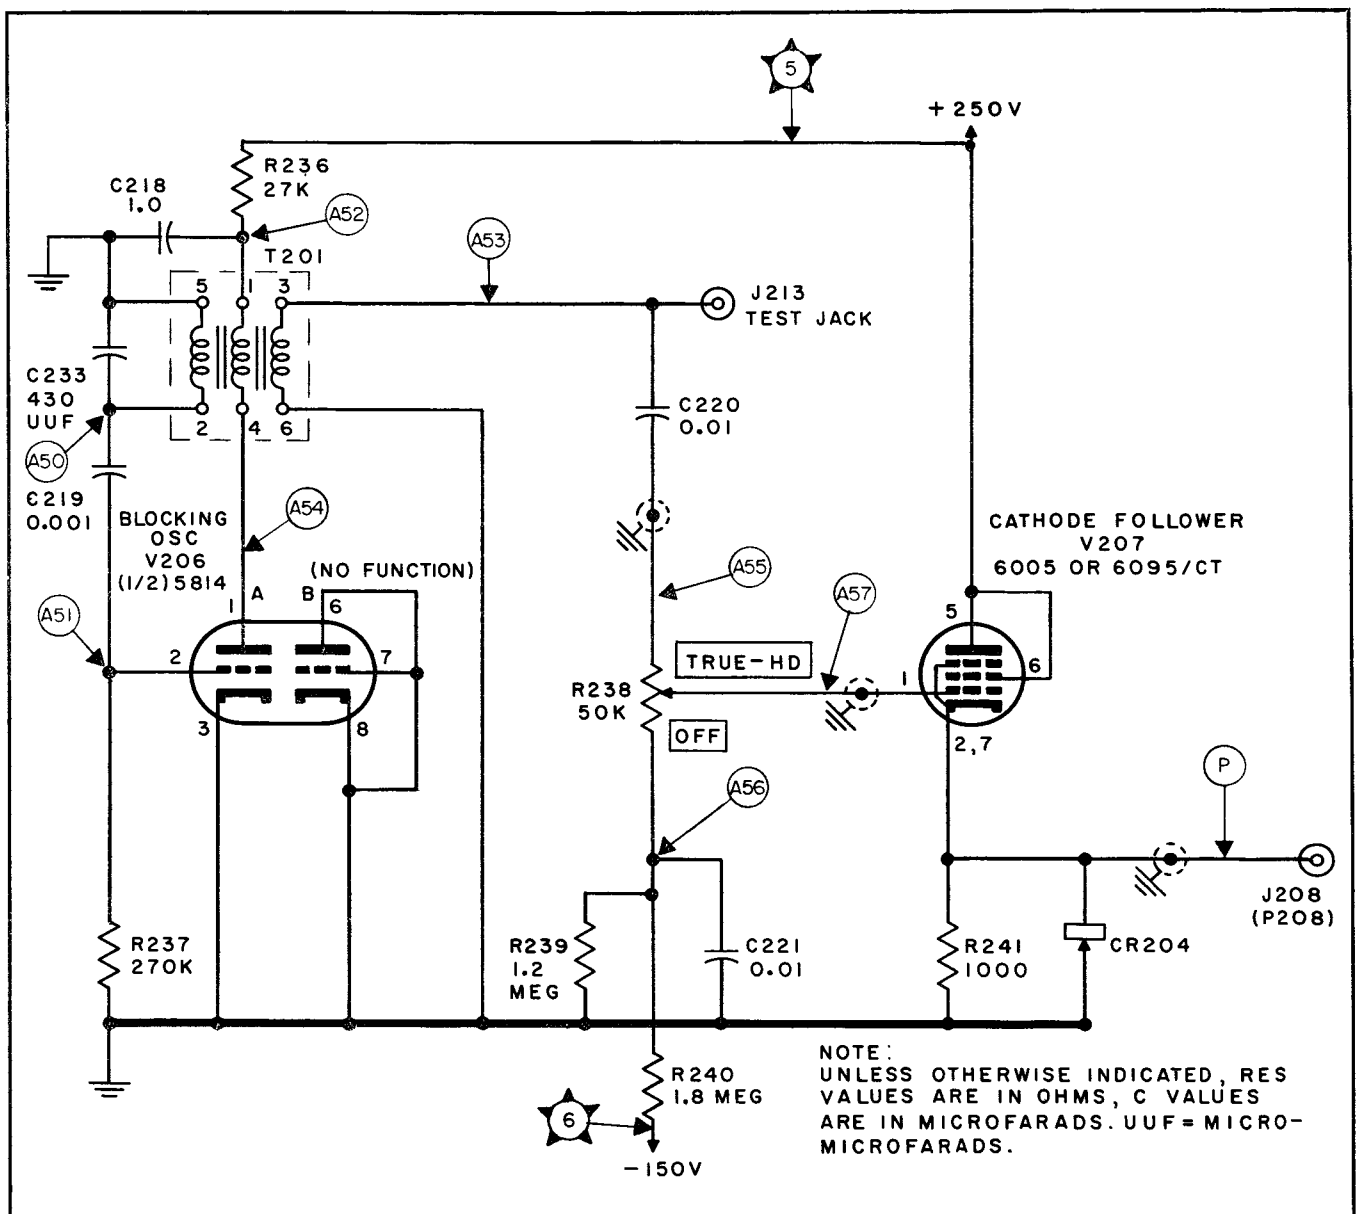 5
+250V
R236
27K
C218
1.0
A52
A53
T201
5
1
3
J213
TEST JACK
C233
430
UUF
2
4
6
C220
0.01
A50
C219
0.001
A54
BLOCKING
OSC
V206
(1/2)5814
(NO FUNCTION)
CATHODE FOLLOWER
V207
6005 OR 6095/CT
A55
A57
A51
1
A
B
6
5
2
7
TRUE-HD
1
6
R238
50K
3
8
OFF
2,7
A56
P
J208
(P208)
R237
270K
R239
1.2
MEG
C221
0.01
R241
1000
CR204
R240
1.8 MEG
6
-150V
NOTE:
UNLESS OTHERWISE INDICATED, RES
VALUES ARE IN OHMS, C VALUES
ARE IN MICROFARADS. UUF = MICRO-
MICROFARADS.